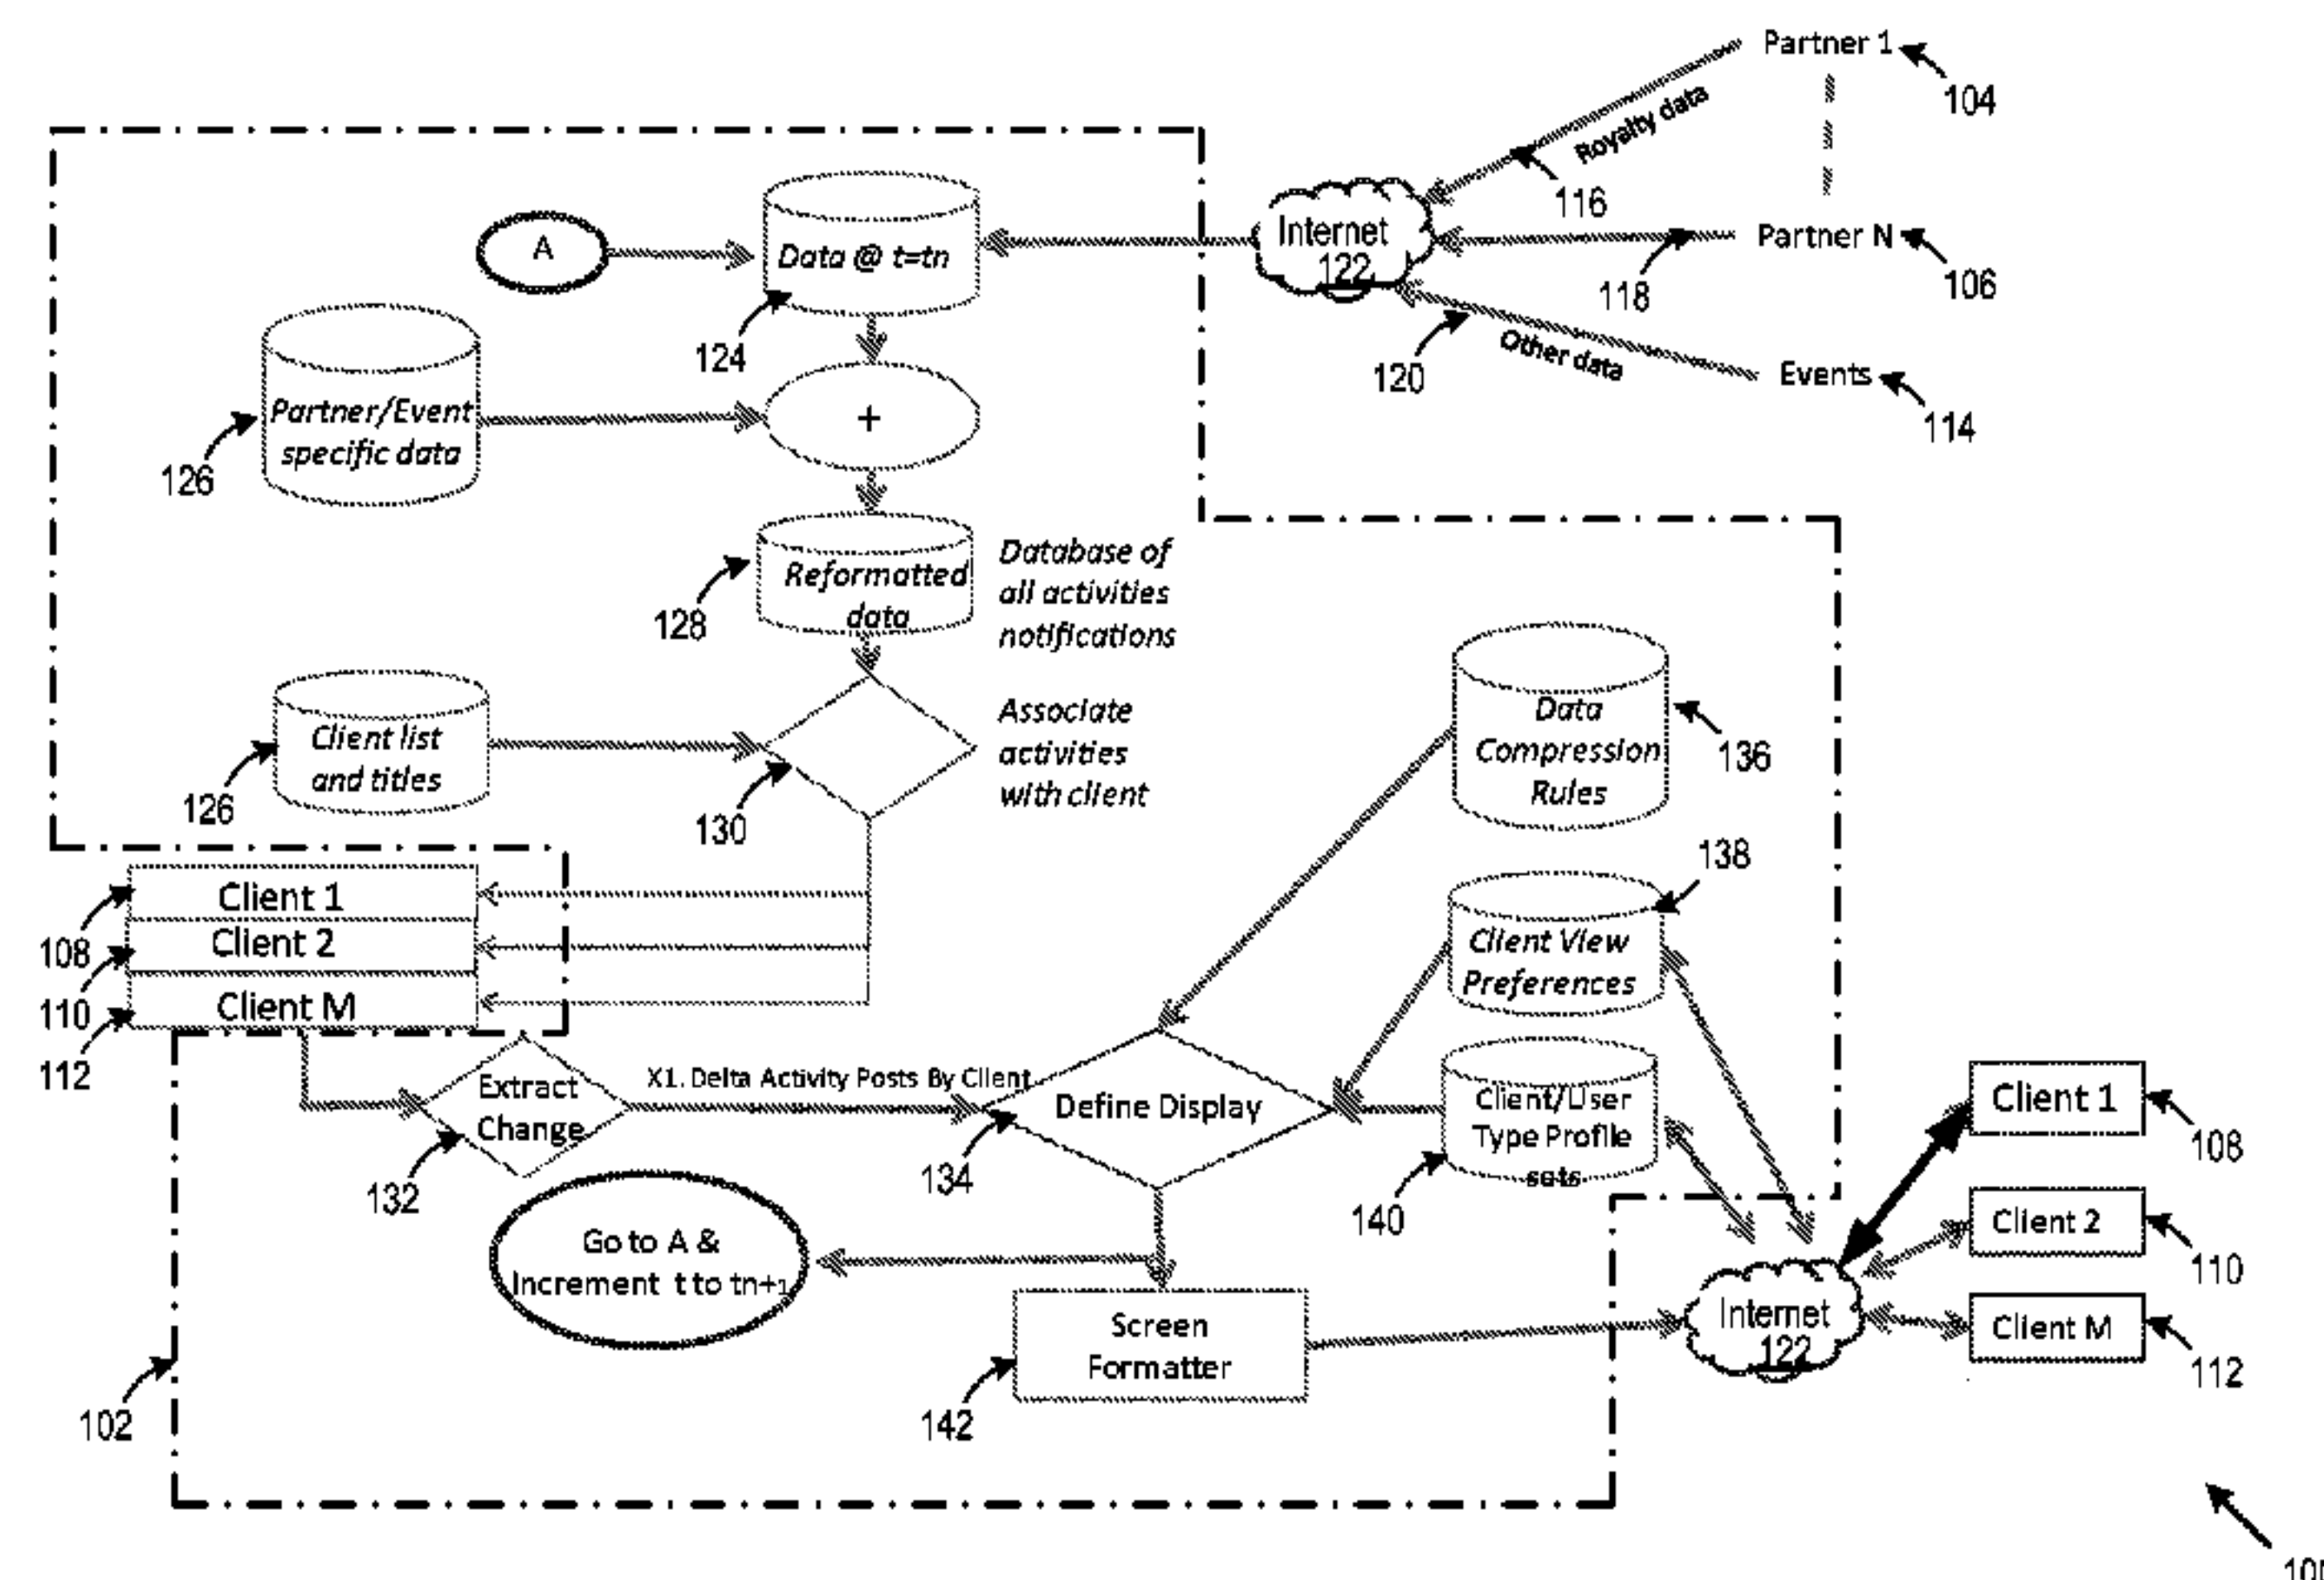 Partner 1
104
Royalty data
116
Internet
122
Partner N
118
106
Other data
120
Events
114
A
Data @ t=tn
124
Partner/Event
specific data
126
+
Reformatted
data
128
Database of
all activities
notifications
Client list
and titles
126
130
Associate
activities
with client
Data
Compression
Rules
136
138
Client View
Preferences
Client 1
108
Client 2
110
Client M
112
Extract
Change
132
X1. Delta Activity Posts By Client
Define Display
134
Client/User
Type Profile
sets
140
Go to A &
Increment t to tn+1
Screen
Formatter
142
102
Internet
122
Client 1
108
Client 2
110
Client M
112